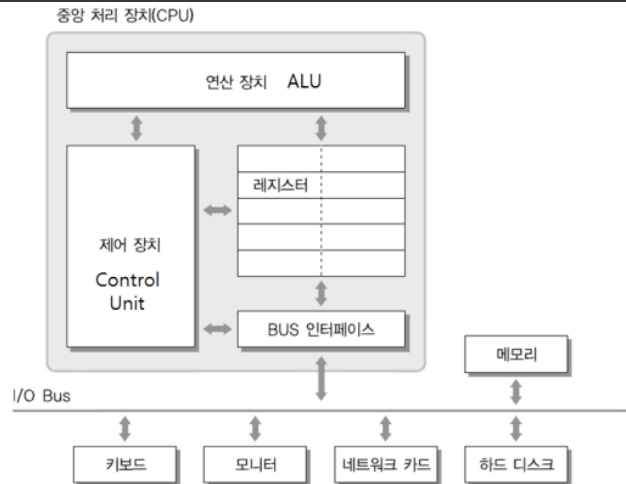 중앙 처리 장치(CPU)
연산 장치 ALU
레지스터
제어 장치
Control
Unit
BUS 인터페이스
메모리
I/O Bus
키보드
모니터
네트워크 카드
하드 디스크